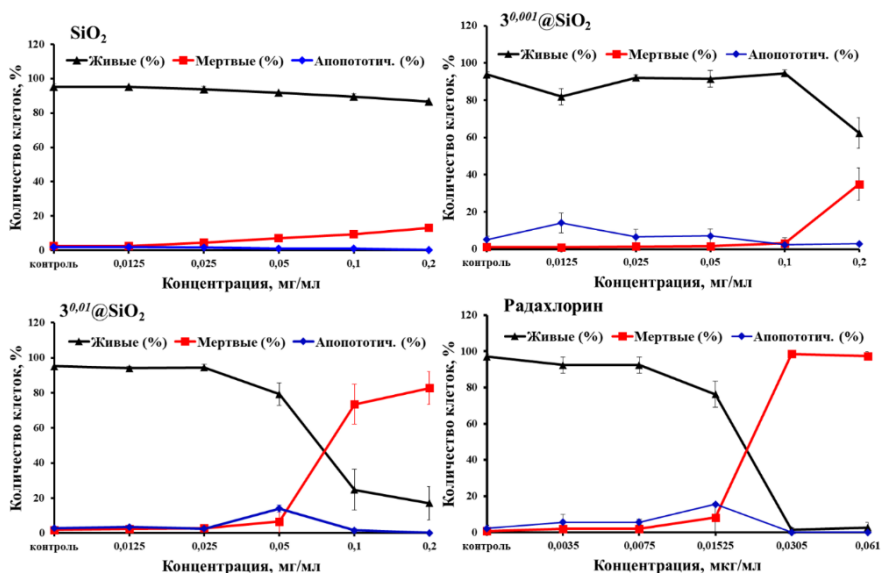 SiO2
120
100
80
60
40
20
0
Количество клеток, %
Живые (%) Мертвые (%) Апопототич. (%)
контроль 0,0125 0,025 0,05 0,1 0,2
Концентрация, мг/мл
3^0,001@SiO2
120
100
80
60
40
20
0
Количество клеток, %
Живые (%) Мертвые (%) Апопототич. (%)
контроль 0,0125 0,025 0,05 0,1 0,2
Концентрация, мг/мл
3^0,01@SiO2
120
100
80
60
40
20
0
Количество клеток, %
Живые (%) Мертвые (%) Апопототич. (%)
контроль 0,0125 0,025 0,05 0,1 0,2
Концентрация, мг/мл
Радахлорин
120
100
80
60
40
20
0
Количество клеток, %
Живые (%) Мертвые (%) Апопототич. (%)
контроль 0,0035 0,0075 0,01525 0,0305 0,061
Концентрация, мкг/мл